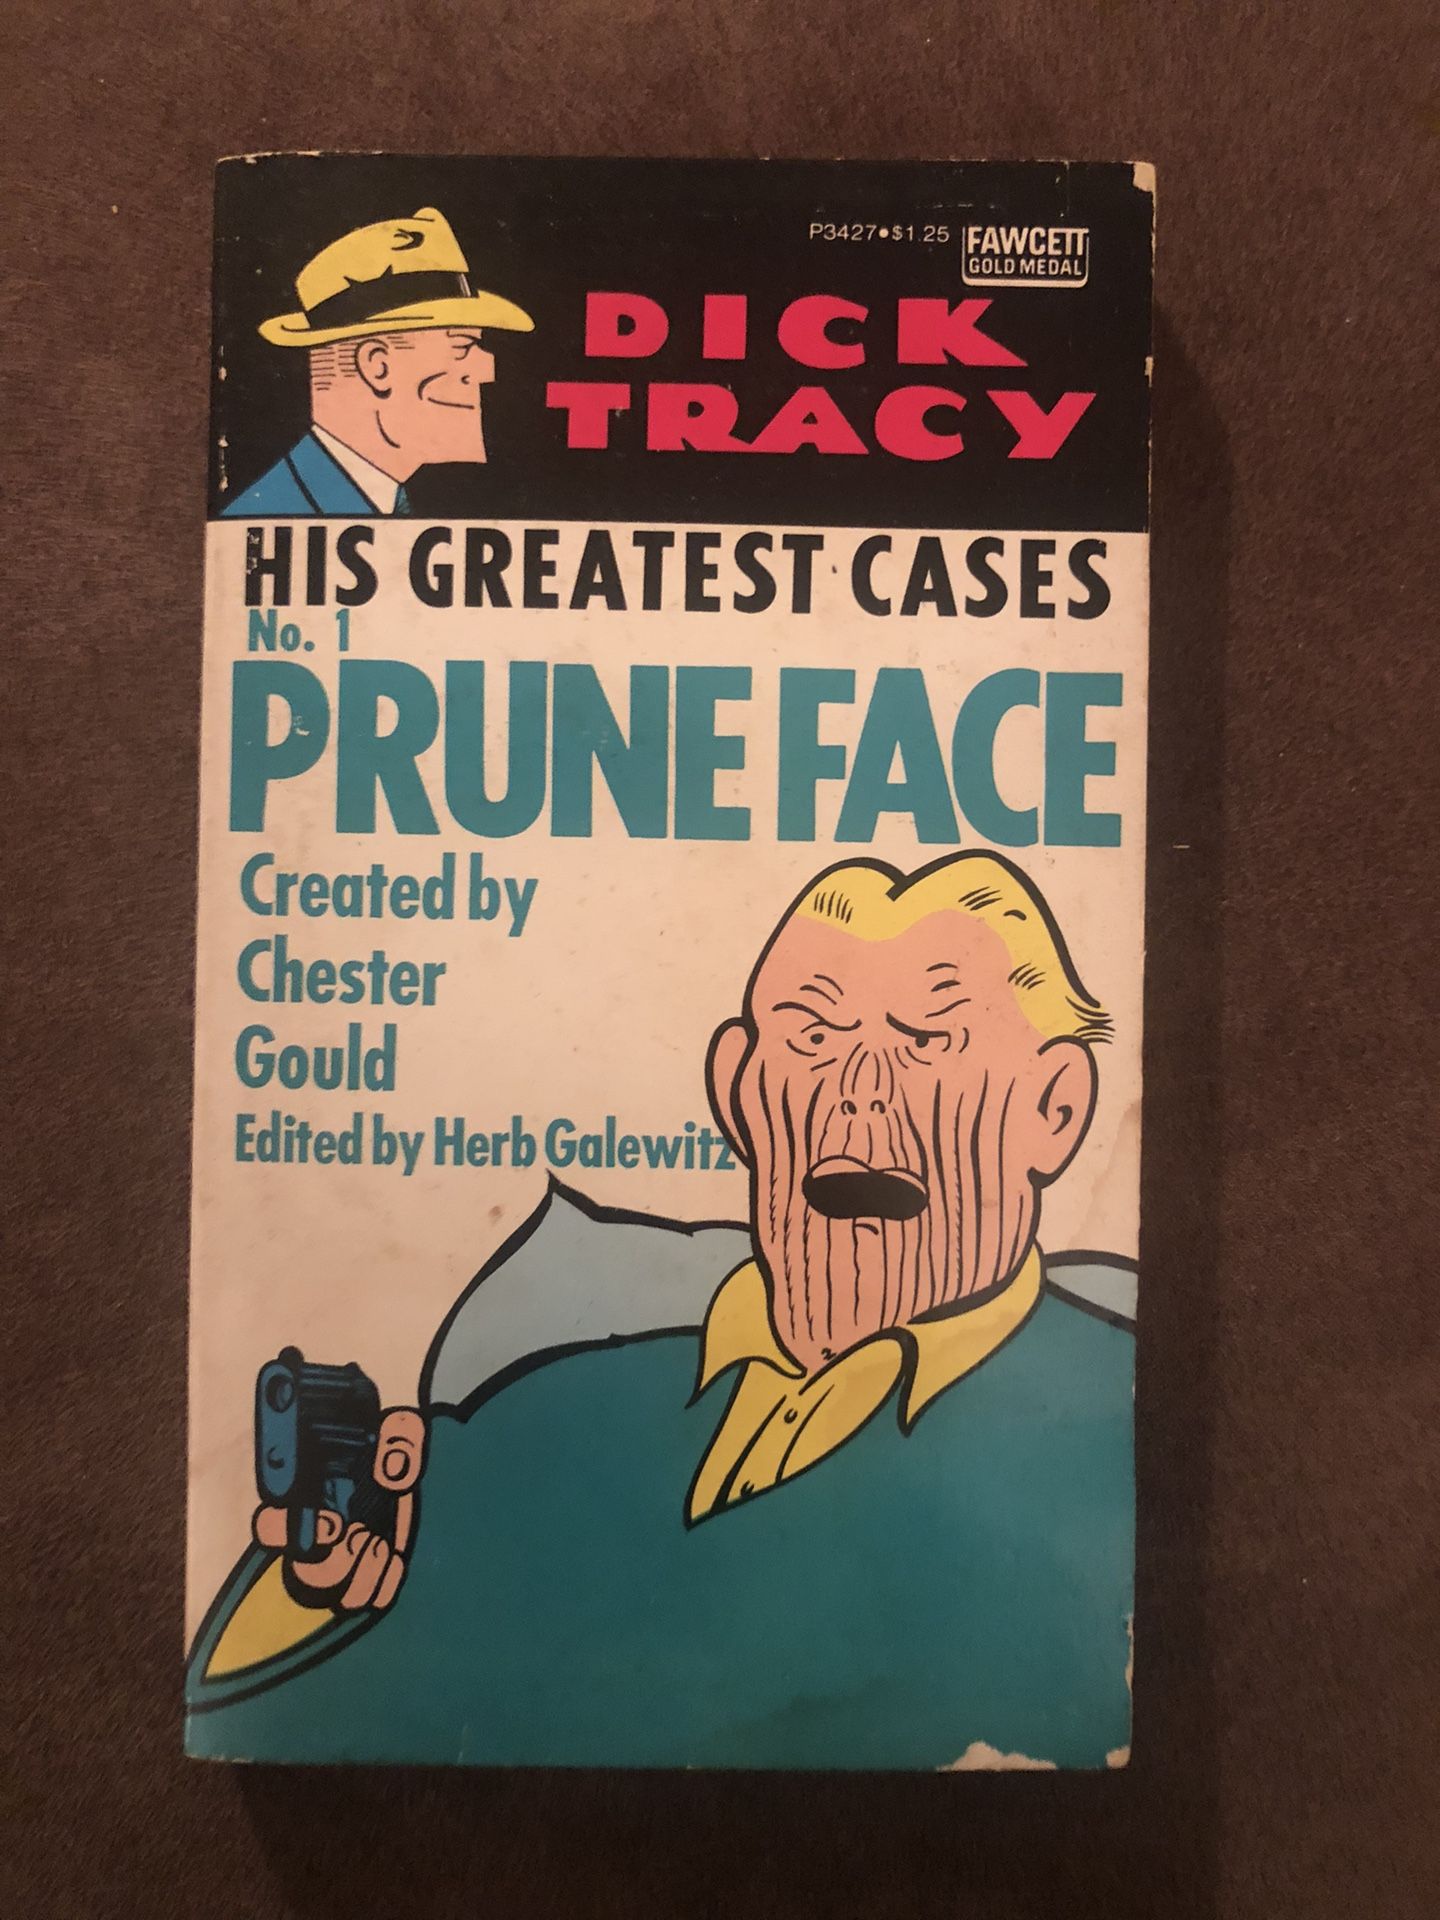 P3427•$1.25
FAWCETT
GOLD MEDAL
DICK
TRACY
HIS GREATEST CASES
No. 1
PRUNE FACE
Created by
Chester
Gould
Edited by Herb Galewitz